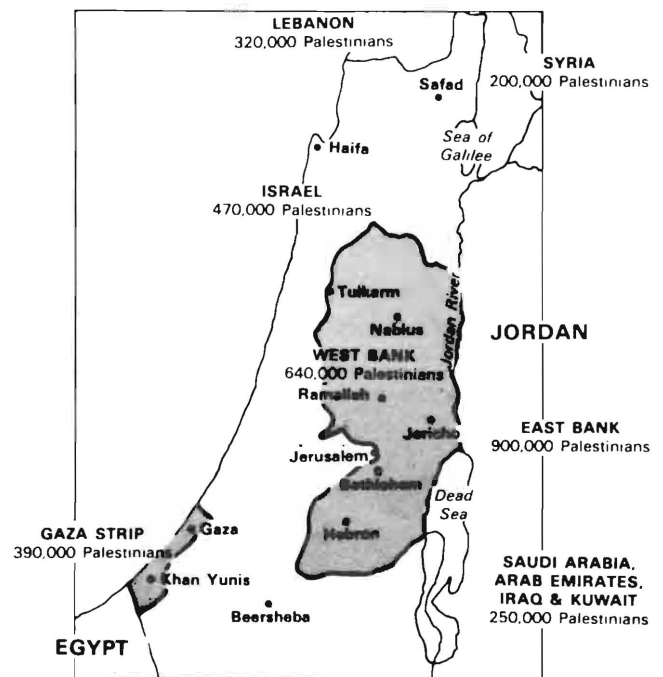 LEBANON
320,000 Palestinians
SYRIA
200,000 Palestinians
Safad
Sea of
Galilee
Haifa
ISRAEL
470,000 Palestinians
Tulkarm
Nablus
Jordan River
JORDAN
WEST BANK
640,000 Palestinians
Ramallah
EAST BANK
900,000 Palestinians
Jericho
Jerusalem
Bethlehem
Dead
Sea
Hebron
GAZA STRIP
390,000 Palestinians
Gaza
Khan Yunis
SAUDI ARABIA,
ARAB EMIRATES,
IRAQ & KUWAIT
250,000 Palestinians
Beersheba
EGYPT